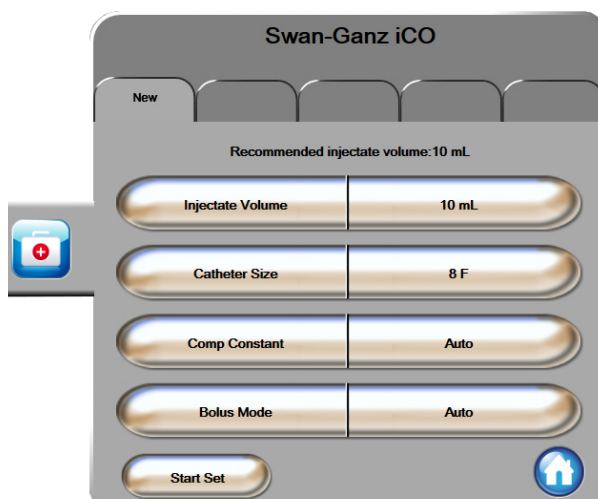 Swan-Ganz iCO
New
Recommended injectate volume:10 mL
Injectate Volume 10 mL
Catheter Size 8 F
Comp Constant Auto
Bolus Mode Auto
Start Set